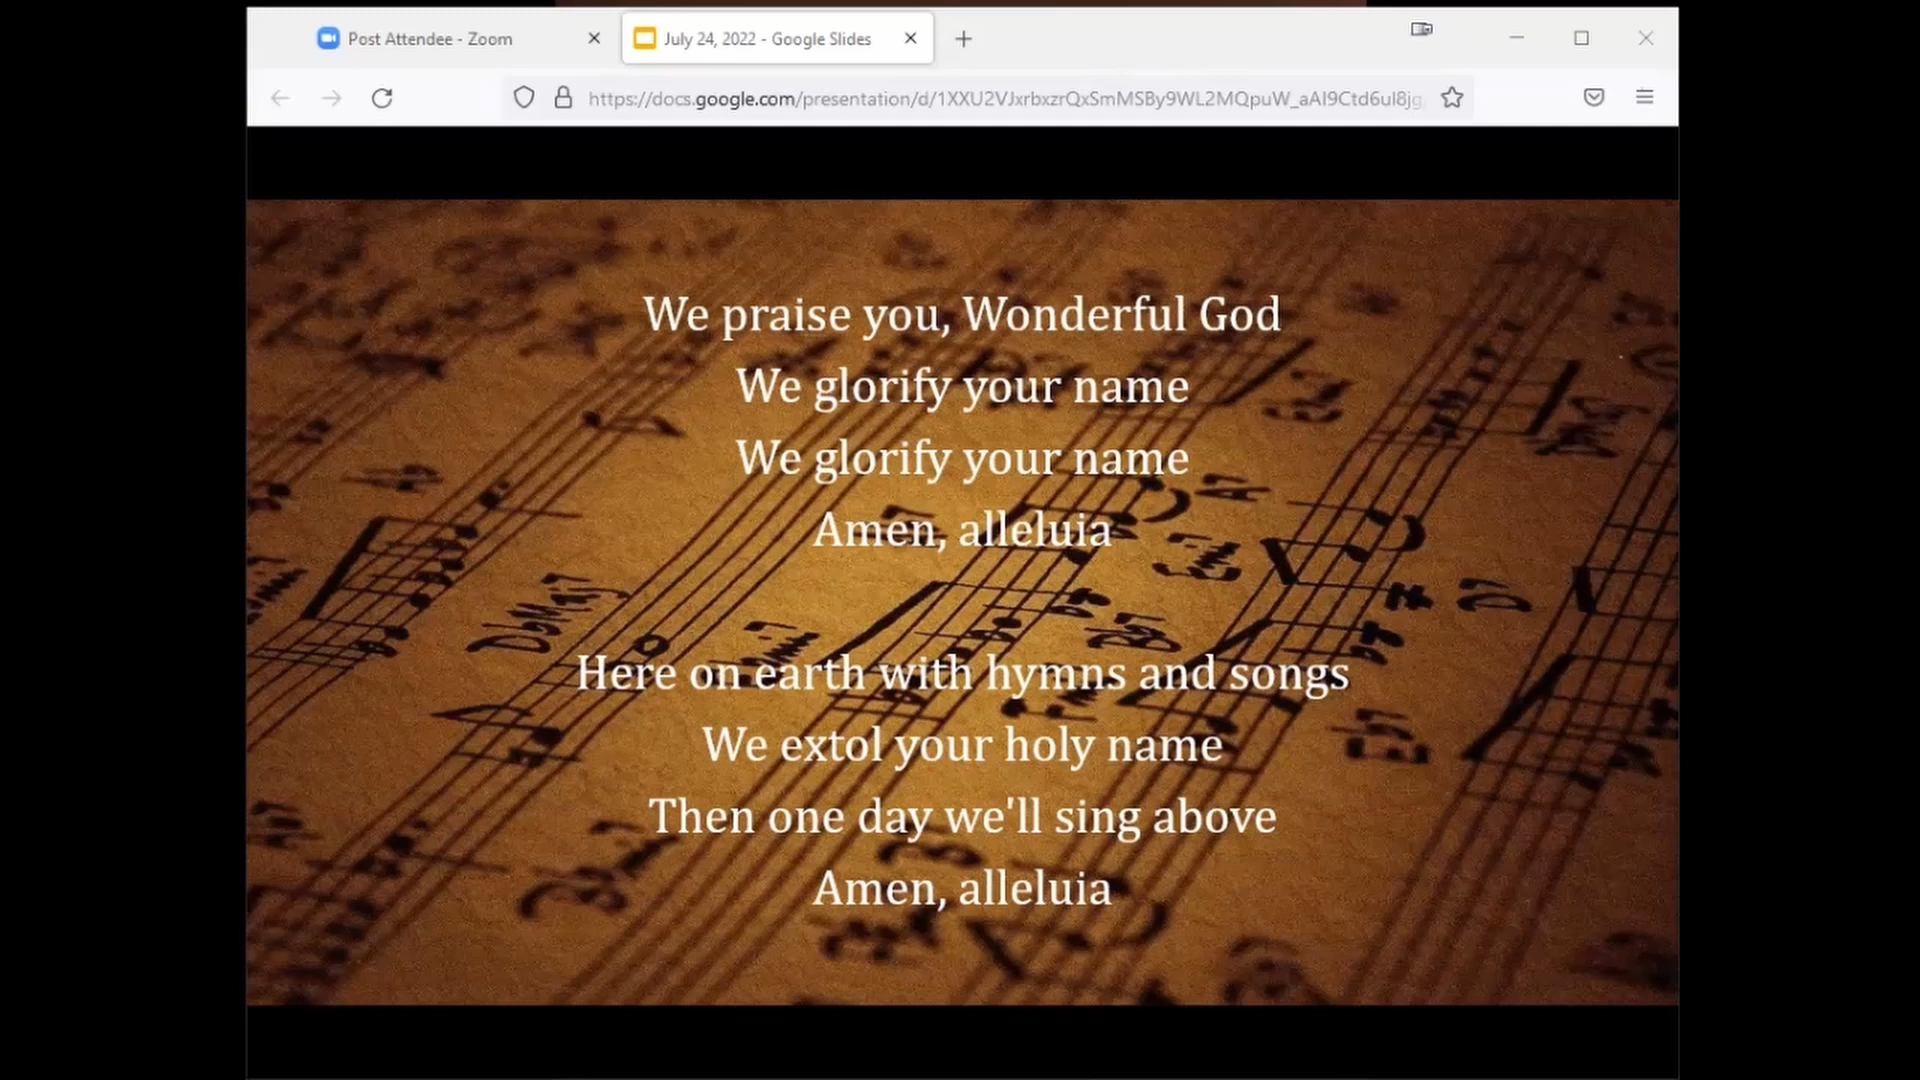 Post Attendee - Zoom
July 24, 2022 - Google Slides
https://docs.google.com/presentation/d/1XXU2VJxrbxzrQxSmMSBy9WL2MQpuW_aAI9Ctd6ul8jg
We praise you, Wonderful God
We glorify your name
We glorify your name
Amen, alleluia
Here on earth with hymns and songs
We extol your holy name
Then one day we'll sing above
Amen, alleluia